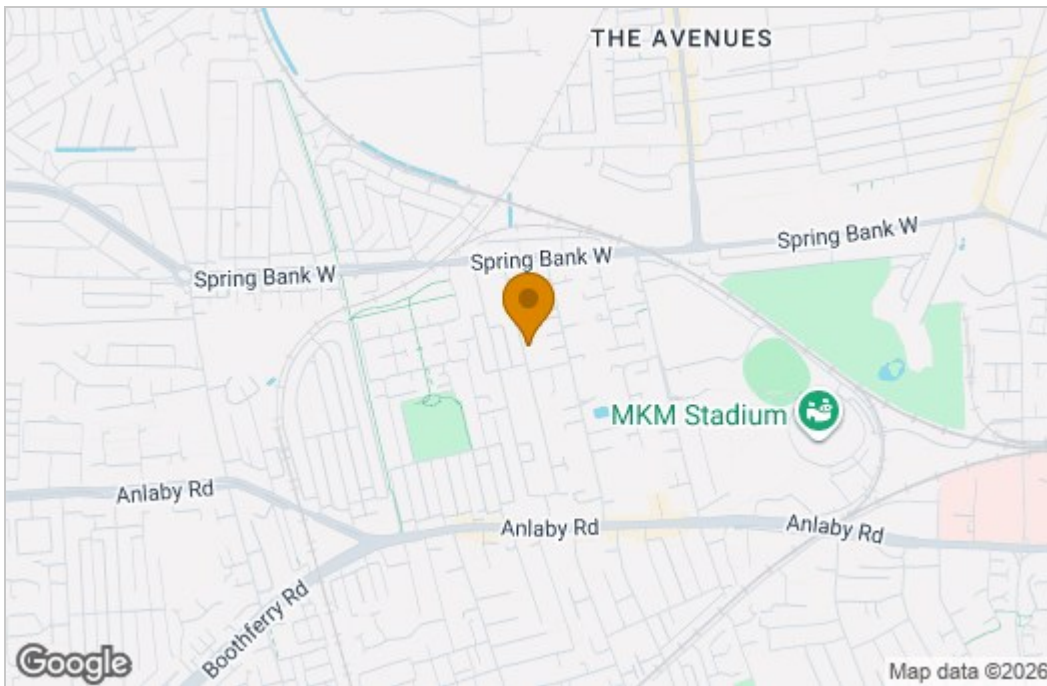 THE AVENUES
Spring Bank W
Spring Bank W
Spring Bank W
MKM Stadium
Anlaby Rd
Anlaby Rd
Anlaby Rd
Boothferry Rd
Google
Map data ©2026